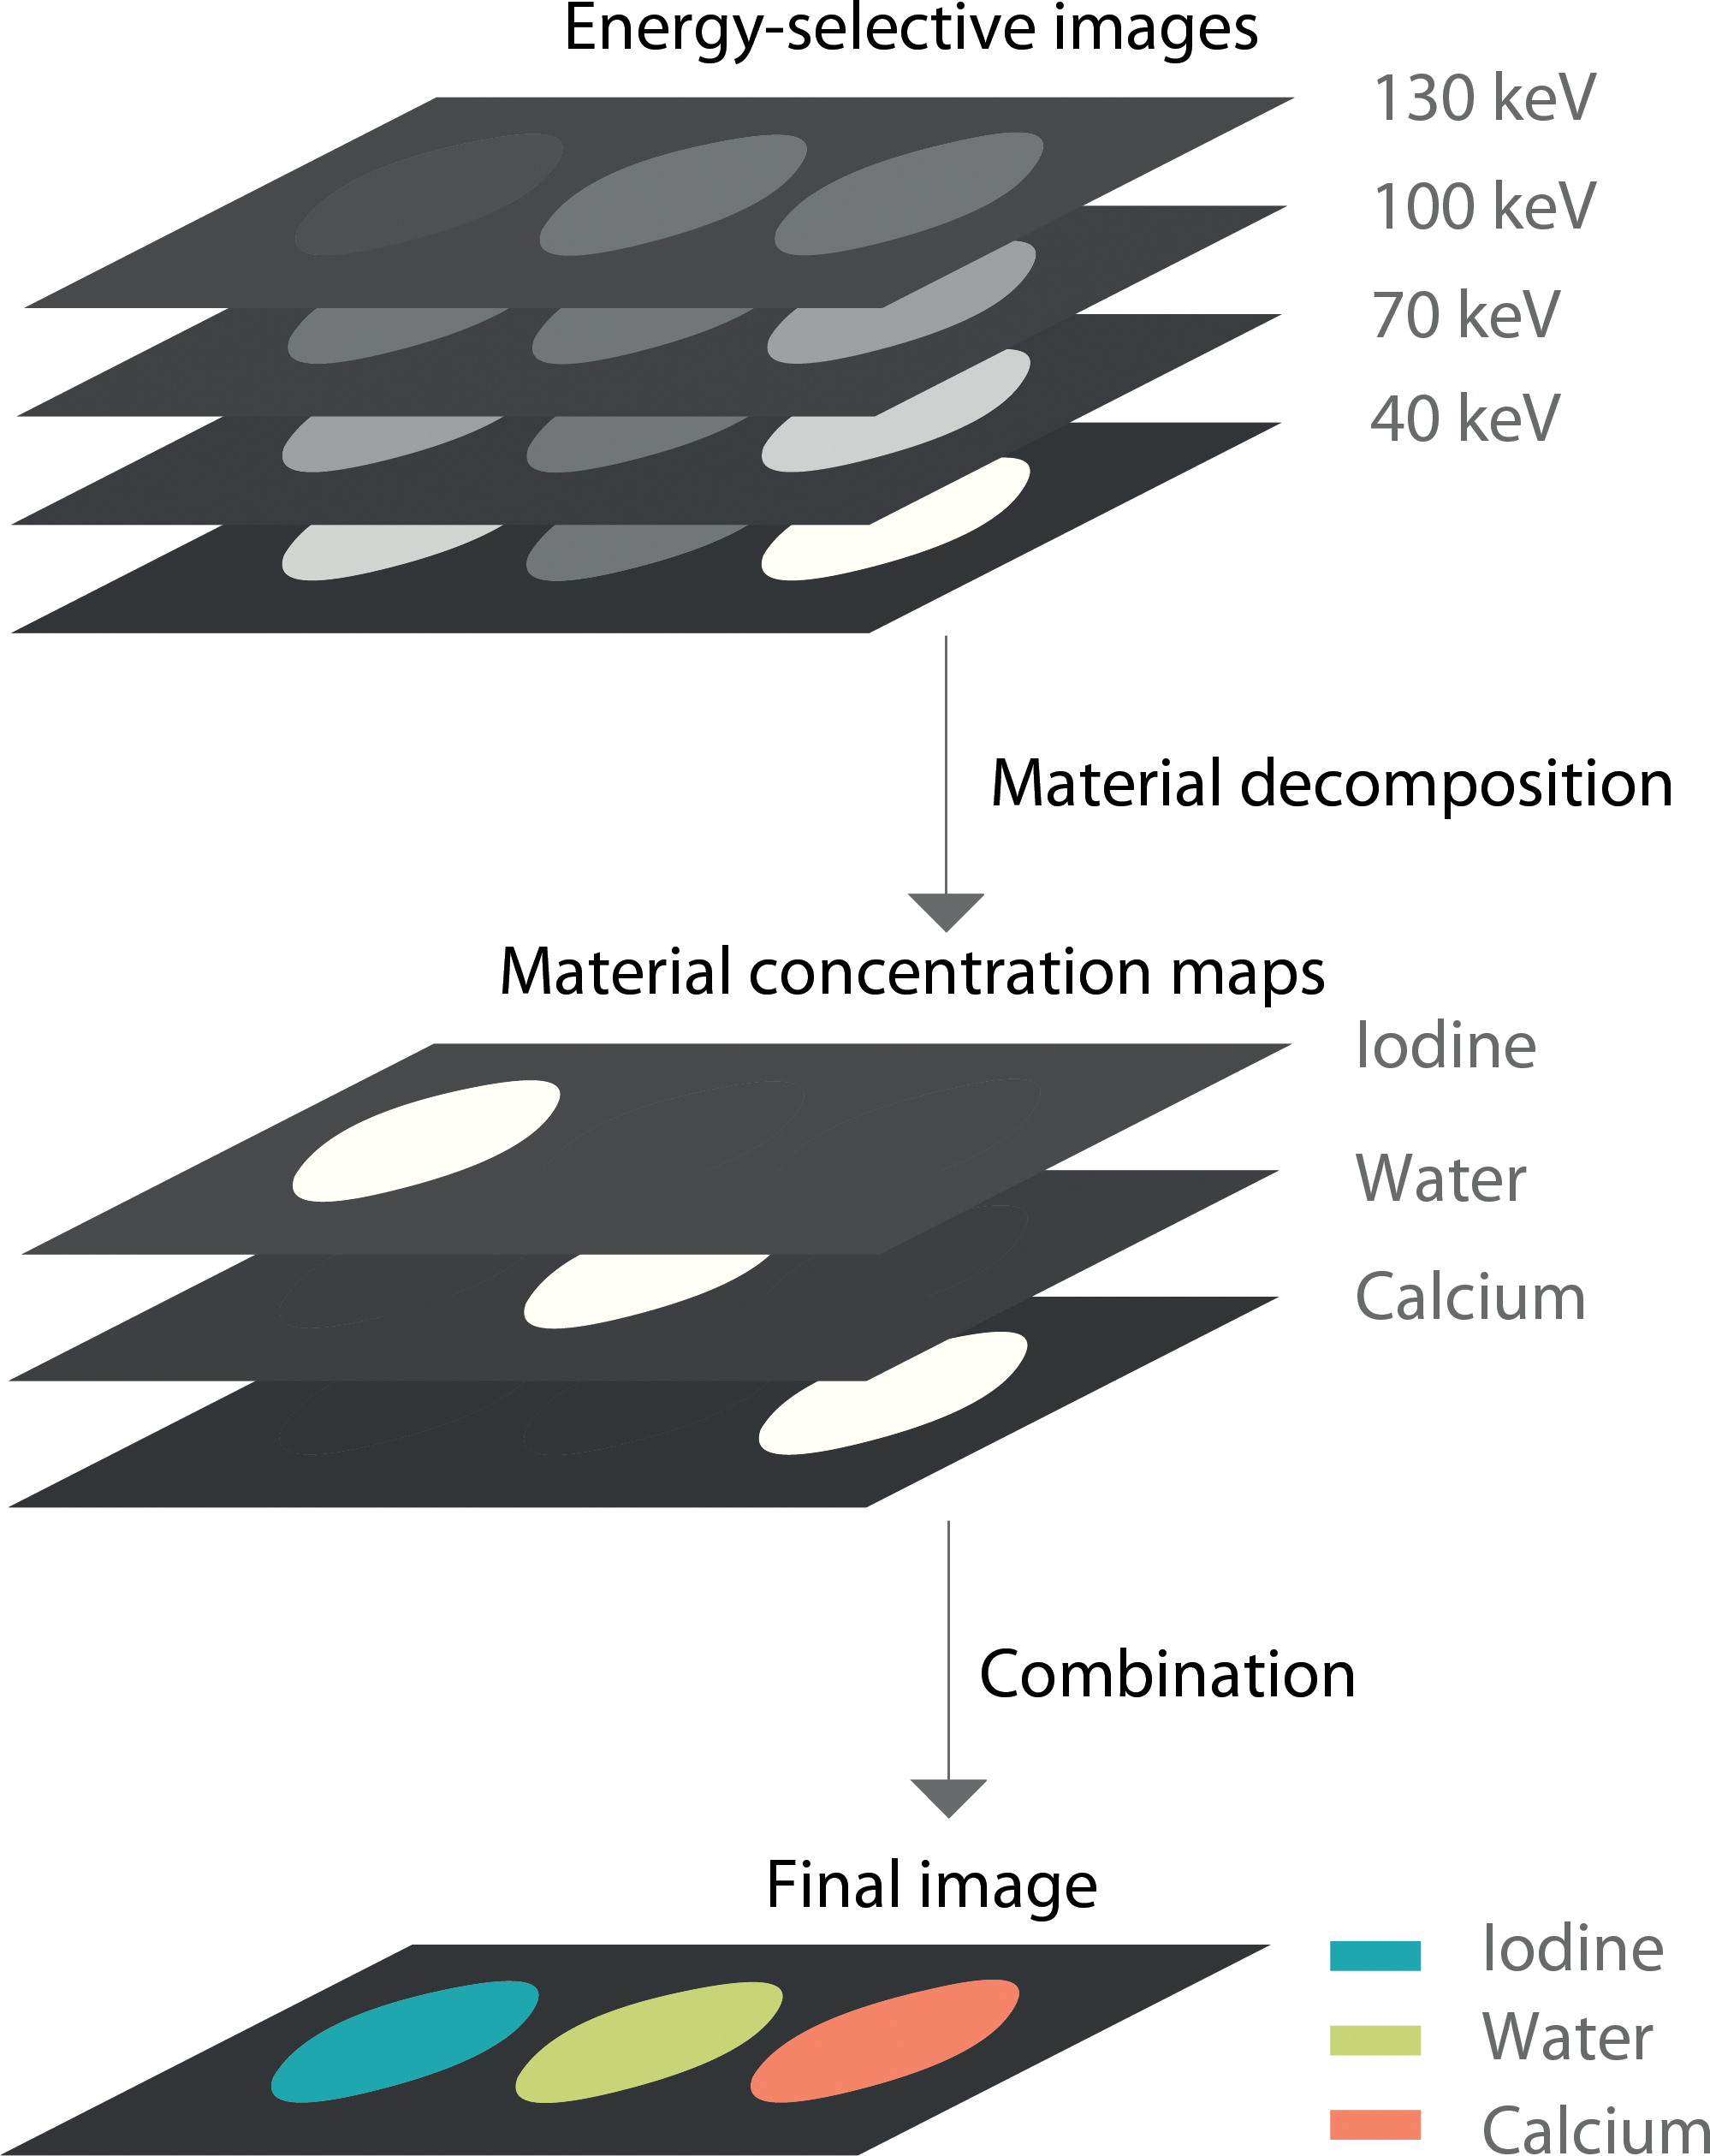 Energy-selective images
130 keV
100 keV
70 keV
40 keV
Material decomposition
Material concentration maps
Iodine
Water
Calcium
Combination
Final image
Iodine
Water
Calcium